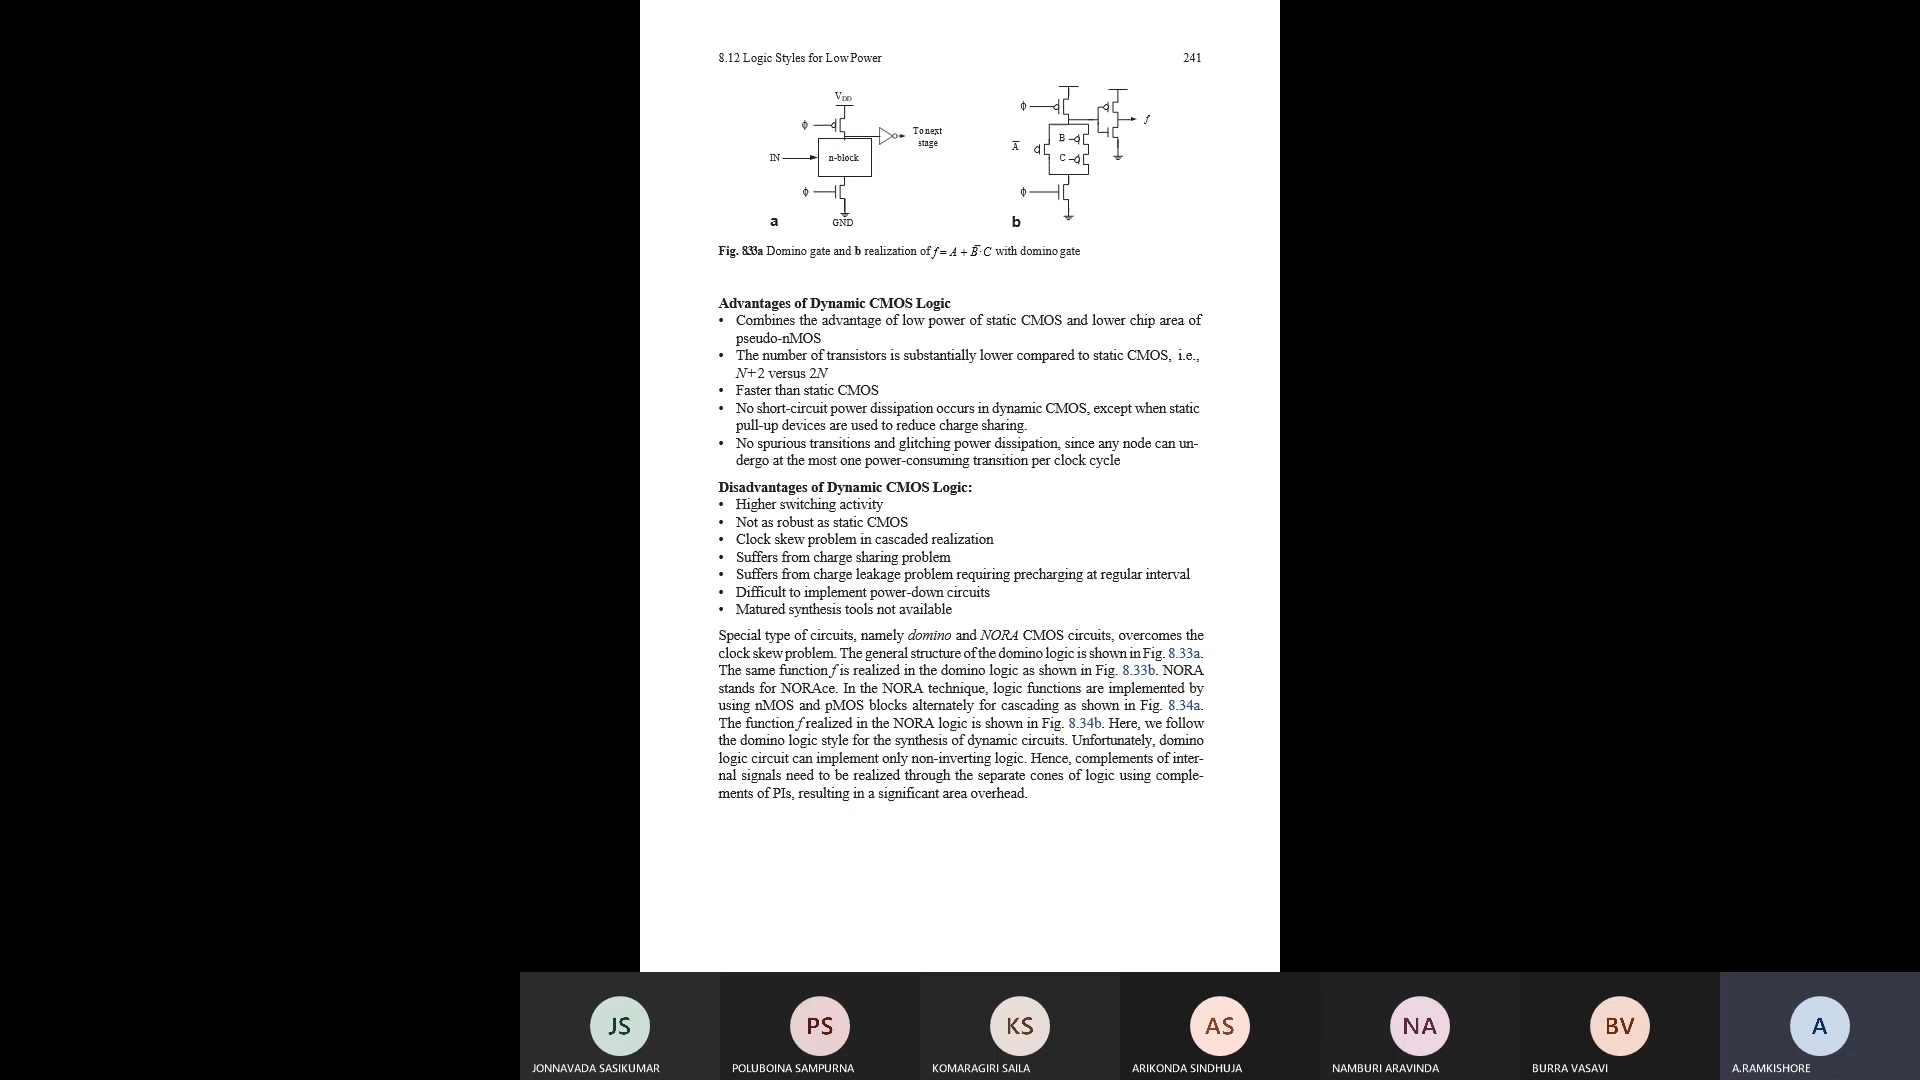 8.12 Logic Styles for Low Power 241
V_DD
ϕ
To next
stage
IN
n-block
ϕ
a
GND
ϕ
f
A̅
B
C
ϕ
b
Fig. 8.33a Domino gate and b realization of f = A + B̅·C with domino gate
Advantages of Dynamic CMOS Logic
• Combines the advantage of low power of static CMOS and lower chip area of
pseudo-nMOS
• The number of transistors is substantially lower compared to static CMOS, i.e.,
N+2 versus 2N
• Faster than static CMOS
• No short-circuit power dissipation occurs in dynamic CMOS, except when static
pull-up devices are used to reduce charge sharing.
• No spurious transitions and glitching power dissipation, since any node can un-
dergo at the most one power-consuming transition per clock cycle
Disadvantages of Dynamic CMOS Logic:
• Higher switching activity
• Not as robust as static CMOS
• Clock skew problem in cascaded realization
• Suffers from charge sharing problem
• Suffers from charge leakage problem requiring precharging at regular interval
• Difficult to implement power-down circuits
• Matured synthesis tools not available
Special type of circuits, namely domino and NORA CMOS circuits, overcomes the
clock skew problem. The general structure of the domino logic is shown in Fig. 8.33a.
The same function f is realized in the domino logic as shown in Fig. 8.33b. NORA
stands for NORAce. In the NORA technique, logic functions are implemented by
using nMOS and pMOS blocks alternately for cascading as shown in Fig. 8.34a.
The function f realized in the NORA logic is shown in Fig. 8.34b. Here, we follow
the domino logic style for the synthesis of dynamic circuits. Unfortunately, domino
logic circuit can implement only non-inverting logic. Hence, complements of inter-
nal signals need to be realized through the separate cones of logic using comple-
ments of PIs, resulting in a significant area overhead.
JS
PS
KS
AS
NA
BV
A
JONNAVADA SASIKUMAR
POLUBOINA SAMPURNA
KOMARAGIRI SAILA
ARIKONDA SINDHUJA
NAMBURI ARAVINDA
BURRA VASAVI
A.RAMKISHORE